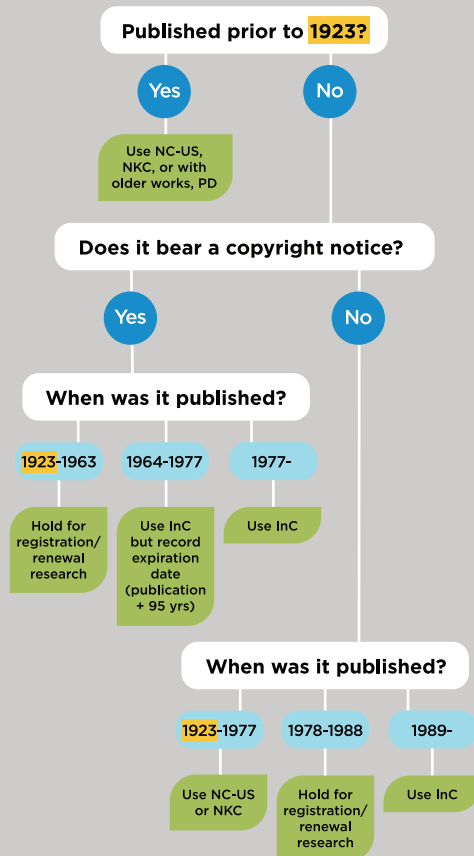 Published prior to 1923?
Yes
No
Use NC-US,
NKC, or with
older works, PD
Does it bear a copyright notice?
Yes
No
When was it published?
1923-1963
1964-1977
1977-
Hold for
registration/
renewal
research
Use InC
but record
expiration
date
(publication
+ 95 yrs)
Use InC
When was it published?
1923-1977
1978-1988
1989-
Use NC-US
or NKC
Hold for
registration/
renewal
research
Use InC